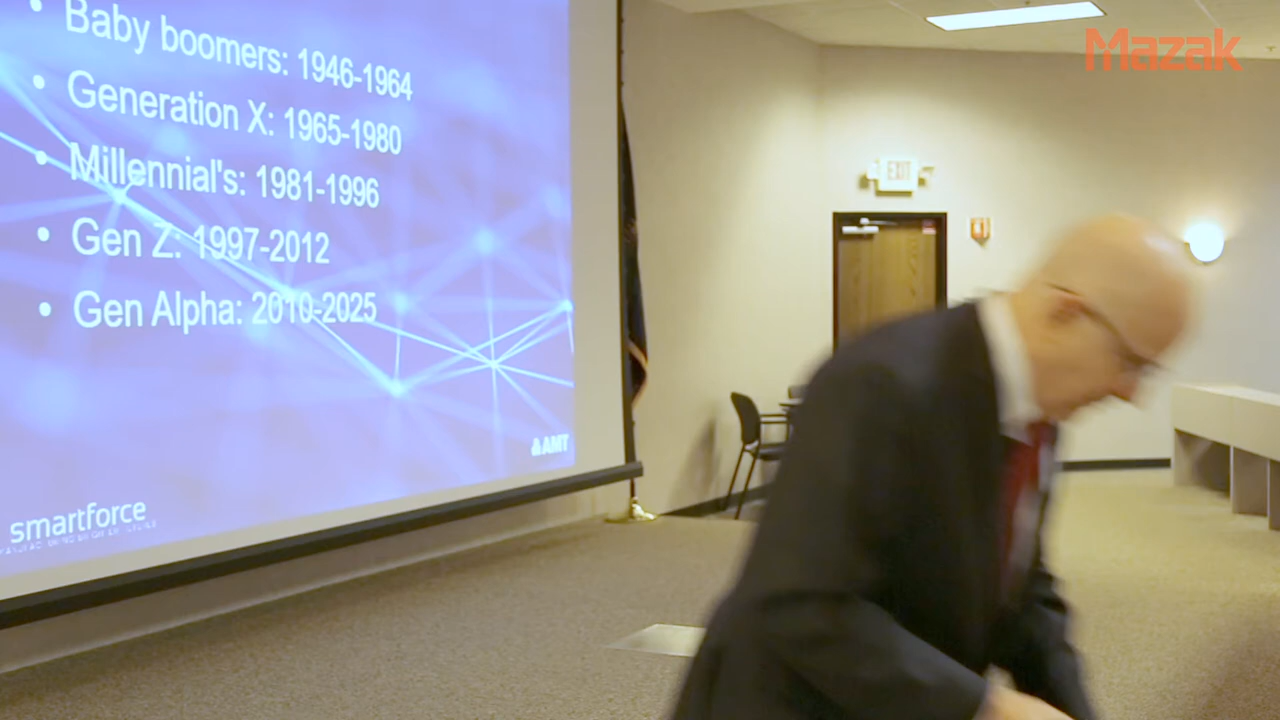 Baby boomers: 1946-1964
Generation X: 1965-1980
Millennial's: 1981-1996
Gen Z: 1997-2012
Gen Alpha: 2010-2025
&AMT
smartforce
Mazak
EXIT